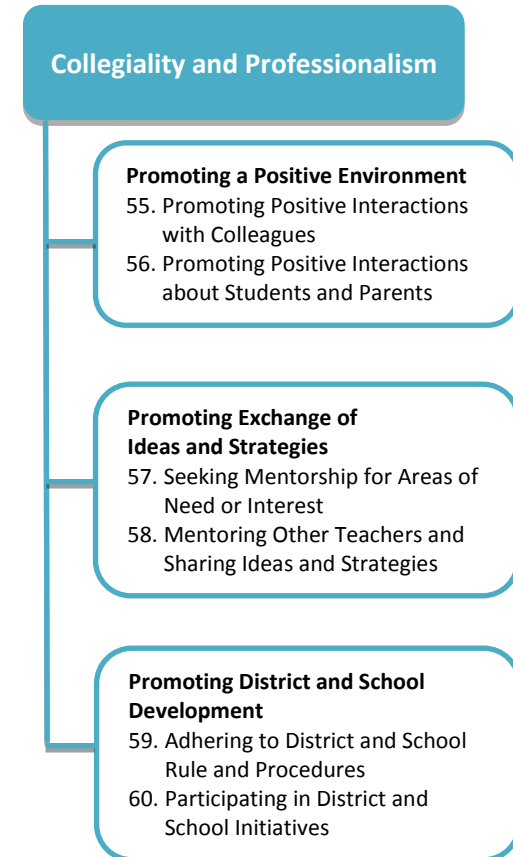 Collegiality and Professionalism
Promoting a Positive Environment
55. Promoting Positive Interactions
with Colleagues
56. Promoting Positive Interactions
about Students and Parents
Promoting Exchange of
Ideas and Strategies
57. Seeking Mentorship for Areas of
Need or Interest
58. Mentoring Other Teachers and
Sharing Ideas and Strategies
Promoting District and School
Development
59. Adhering to District and School
Rule and Procedures
60. Participating in District and
School Initiatives